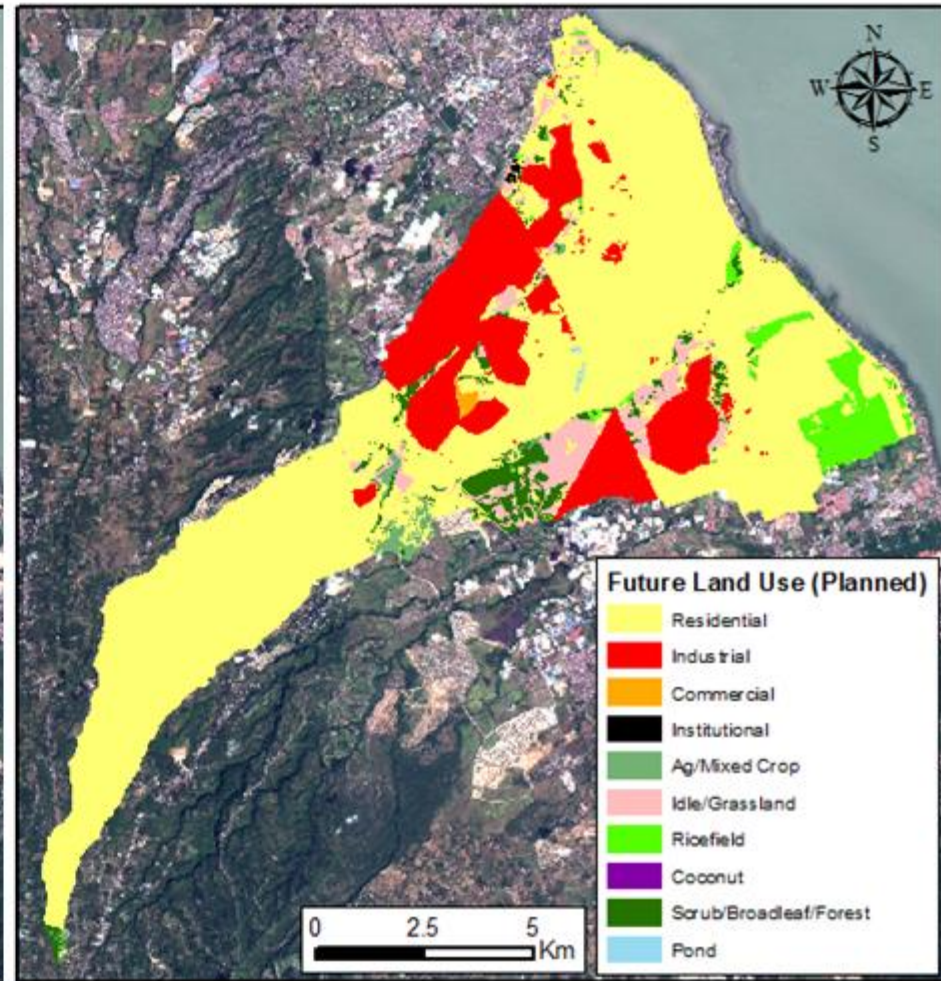 N
W E
S
Future Land Use (Planned)
Residential
Industrial
Commercial
Institutional
Ag/Mixed Crop
Idle/Grassland
Ricefield
Coconut
Scrub/Broadleaf/Forest
Pond
0 2.5 5
Km